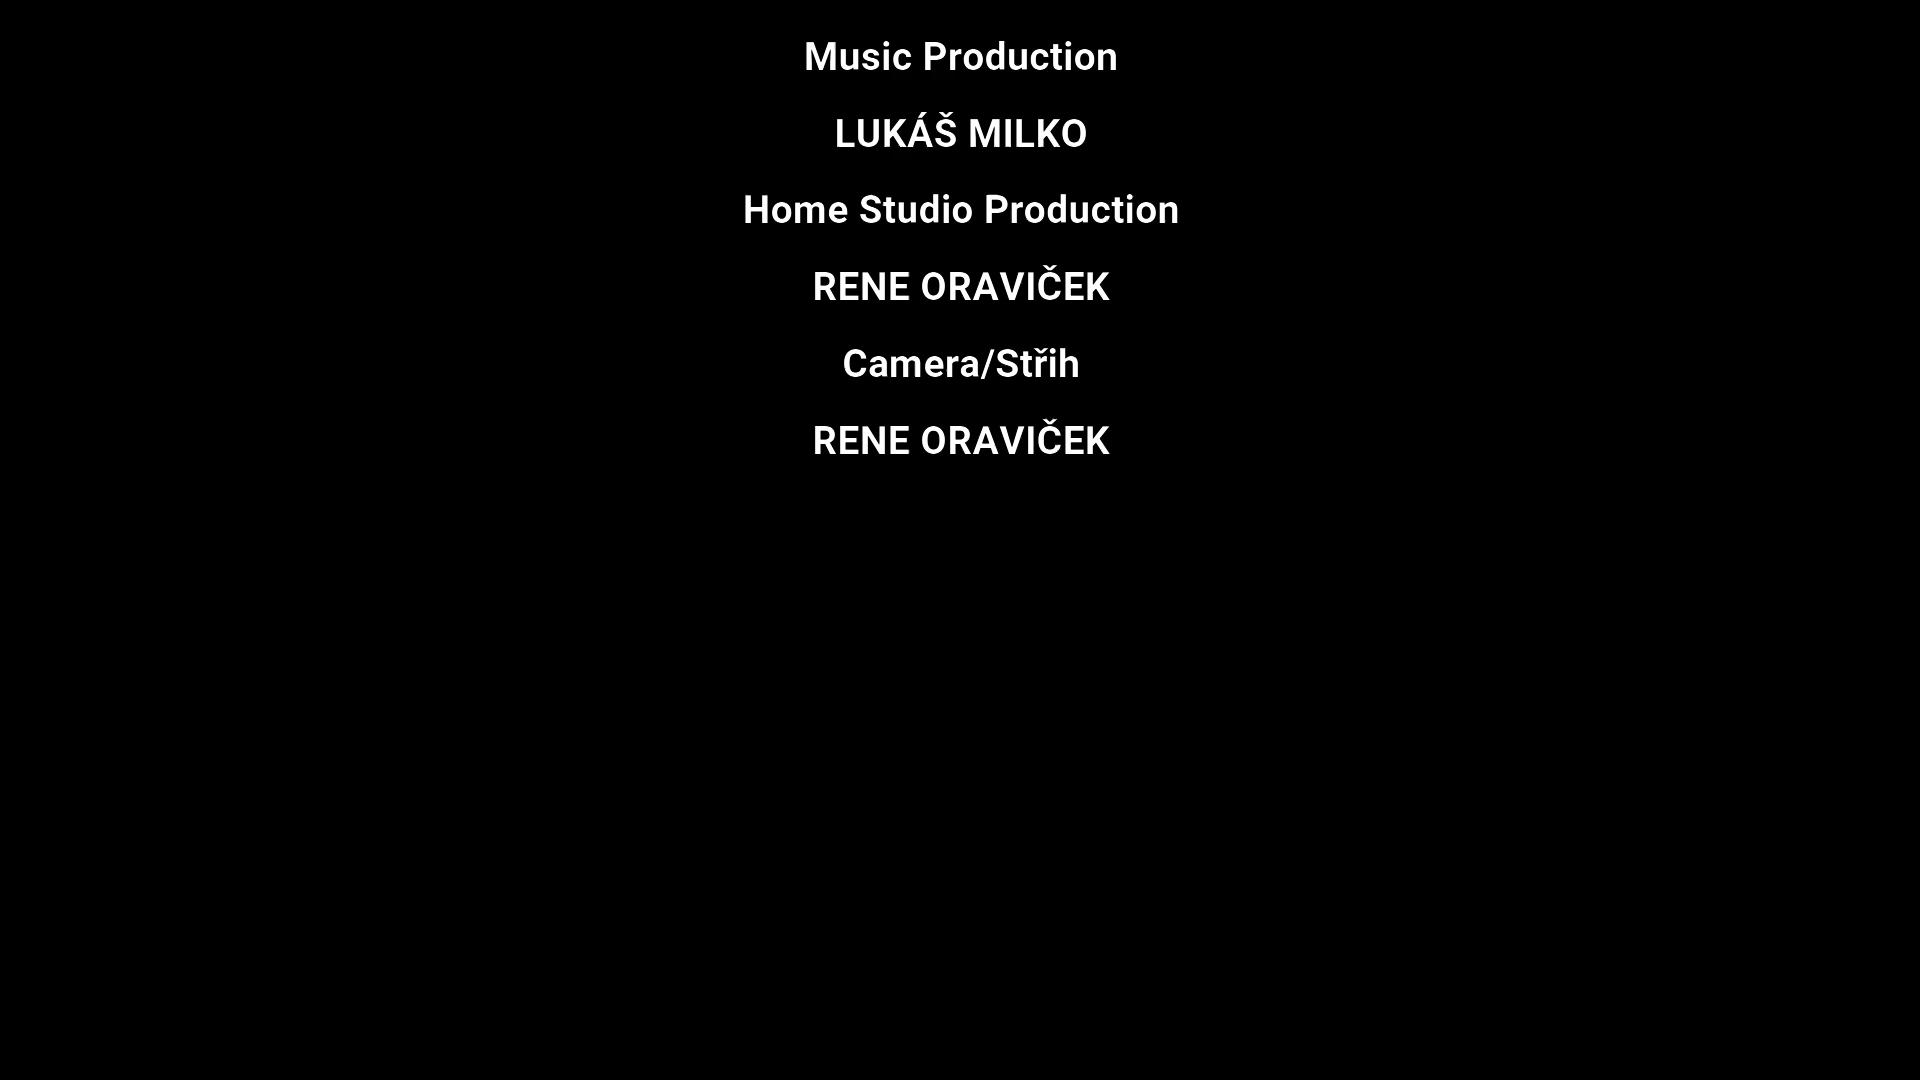 Music Production
LUKÁŠ MILKO
Home Studio Production
RENE ORAVIČEK
Camera/Střih
RENE ORAVIČEK